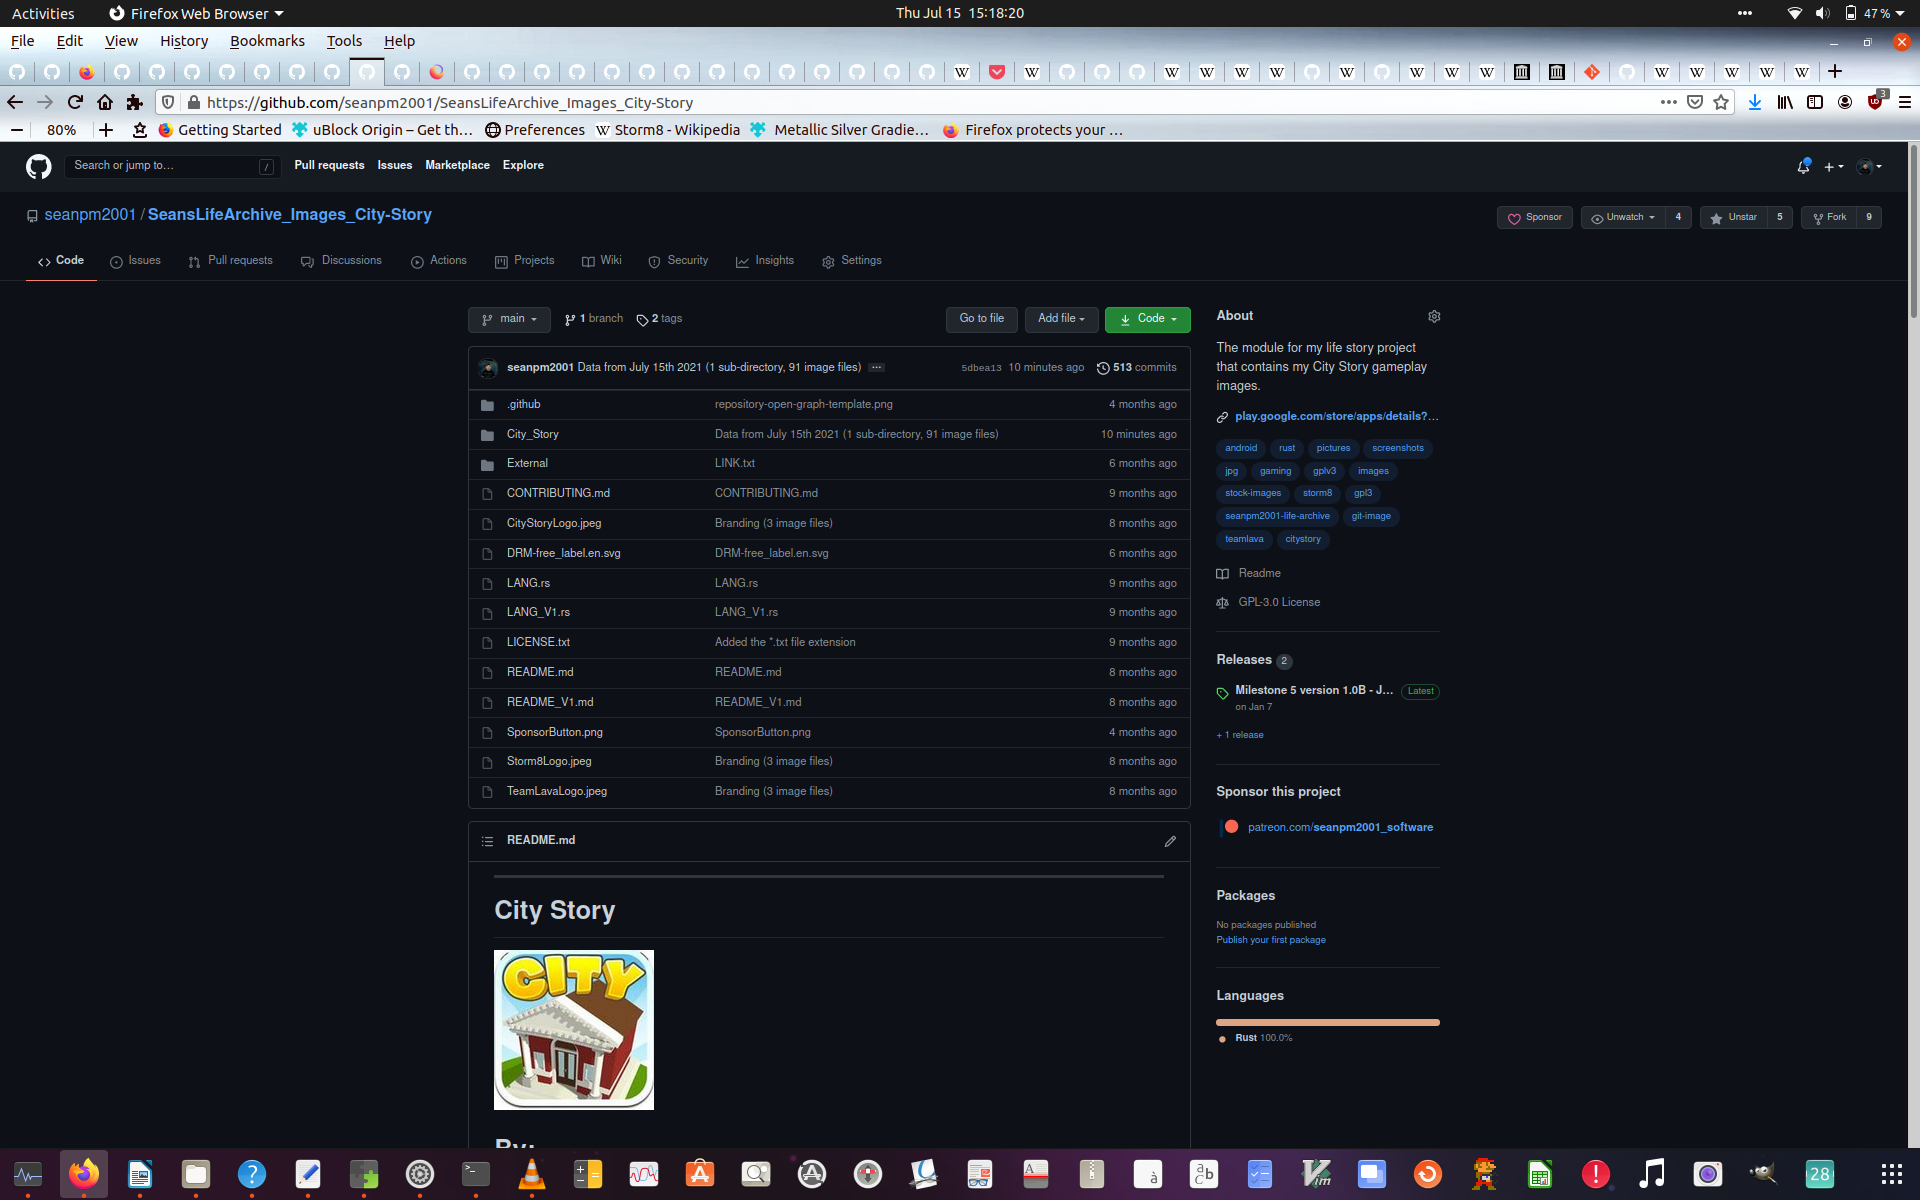 Activities Firefox Web Browser Thu Jul 15 15:18:20 47 %
File Edit View History Bookmarks Tools Help
https://github.com/seanpm2001/SeansLifeArchive_Images_City-Story 3
80% Getting Started uBlock Origin – Get th… Preferences Storm8 - Wikipedia Metallic Silver Gradie… Firefox protects your …
Search or jump to… / Pull requests Issues Marketplace Explore
seanpm2001 / SeansLifeArchive_Images_City-Story Sponsor Unwatch 4 Unstar 5 Fork 9
Code Issues Pull requests Discussions Actions Projects Wiki Security Insights Settings
main 1 branch 2 tags Go to file Add file Code
seanpm2001 Data from July 15th 2021 (1 sub-directory, 91 image files) 5dbea13 10 minutes ago 513 commits
.github repository-open-graph-template.png 4 months ago
City_Story Data from July 15th 2021 (1 sub-directory, 91 image files) 10 minutes ago
External LINK.txt 6 months ago
CONTRIBUTING.md CONTRIBUTING.md 9 months ago
CityStoryLogo.jpeg Branding (3 image files) 8 months ago
DRM-free_label.en.svg DRM-free_label.en.svg 6 months ago
LANG.rs LANG.rs 9 months ago
LANG_V1.rs LANG_V1.rs 9 months ago
LICENSE.txt Added the *.txt file extension 9 months ago
README.md README.md 8 months ago
README_V1.md README_V1.md 8 months ago
SponsorButton.png SponsorButton.png 4 months ago
Storm8Logo.jpeg Branding (3 image files) 8 months ago
TeamLavaLogo.jpeg Branding (3 image files) 8 months ago
README.md
City Story
CITY
By:
About
The module for my life story project
that contains my City Story gameplay
images.
play.google.com/store/apps/details?…
android rust pictures screenshots
jpg gaming gplv3 images
stock-images storm8 gpl3
seanpm2001-life-archive git-image
teamlava citystory
Readme
GPL-3.0 License
Releases 2
Milestone 5 version 1.0B - J… Latest
on Jan 7
+ 1 release
Sponsor this project
patreon.com/seanpm2001_software
Packages
No packages published
Publish your first package
Languages
Rust 100.0%
28